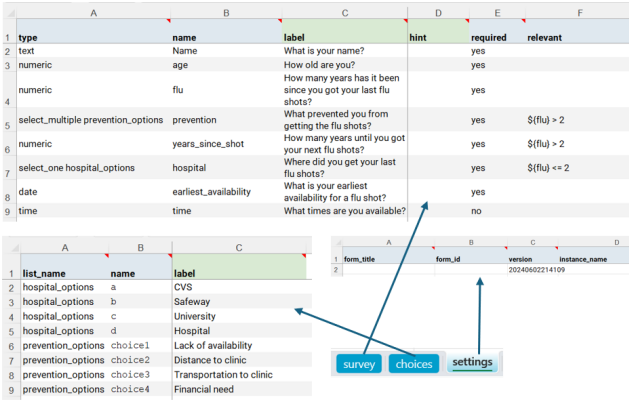 A B C D E F
1 type name label hint required relevant
2 text Name What is your name? yes
3 numeric age How old are you? yes
How many years has it been
since you got your last flu
4 numeric flu shots? yes
What prevented you from
5 select_multiple prevention_options prevention getting the flu shots? yes ${flu} > 2
How many years until you got
6 numeric years_since_shot your next flu shots? yes ${flu} > 2
Where did you get your last
7 select_one hospital_options hospital flu shots? yes ${flu} <= 2
What is your earliest
8 date earliest_availability availability for a flu shot? yes
9 time time What times are you available? no
A B C
1 list_name name label
2 hospital_options a CVS
3 hospital_options b Safeway
4 hospital_options c University
5 hospital_options d Hospital
6 prevention_options choice1 Lack of availability
7 prevention_options choice2 Distance to clinic
8 prevention_options choice3 Transportation to clinic
9 prevention_options choice4 Financial need
A B C D
1 form_title form_id version instance_name
2 20240602214109
survey choices settings